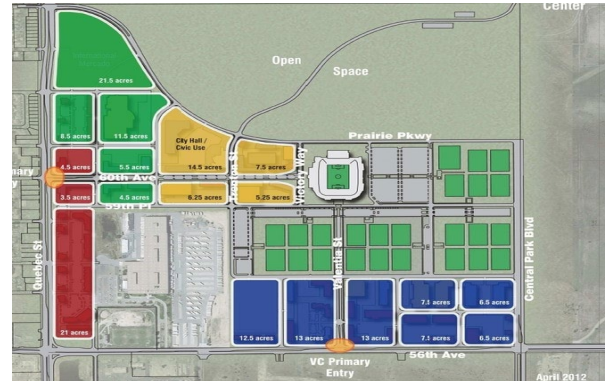 Center
Open
Space
21.5 acres
6.5 acres
11.5 acres
City Hall /
Civic Use
14.5 acres
7.5 acres
Prairie Pkwy
Victory Way
4.5 acres
5.5 acres
60th Ave
3.5 acres
4.5 acres
6.25 acres
5.25 acres
59th Pl
Quebec St
Valentia St
Central Park Blvd
21 acres
12.5 acres
13 acres
13 acres
7.1 acres
6.5 acres
7.1 acres
6.5 acres
VC Primary
Entry
56th Ave
April 2012